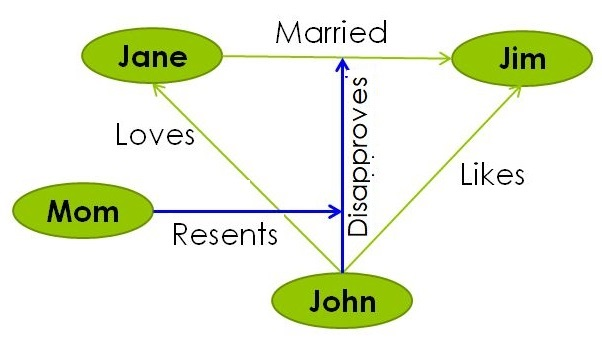 Married
Jane
Jim
Disapproves
Loves
Likes
Mom
Resents
John